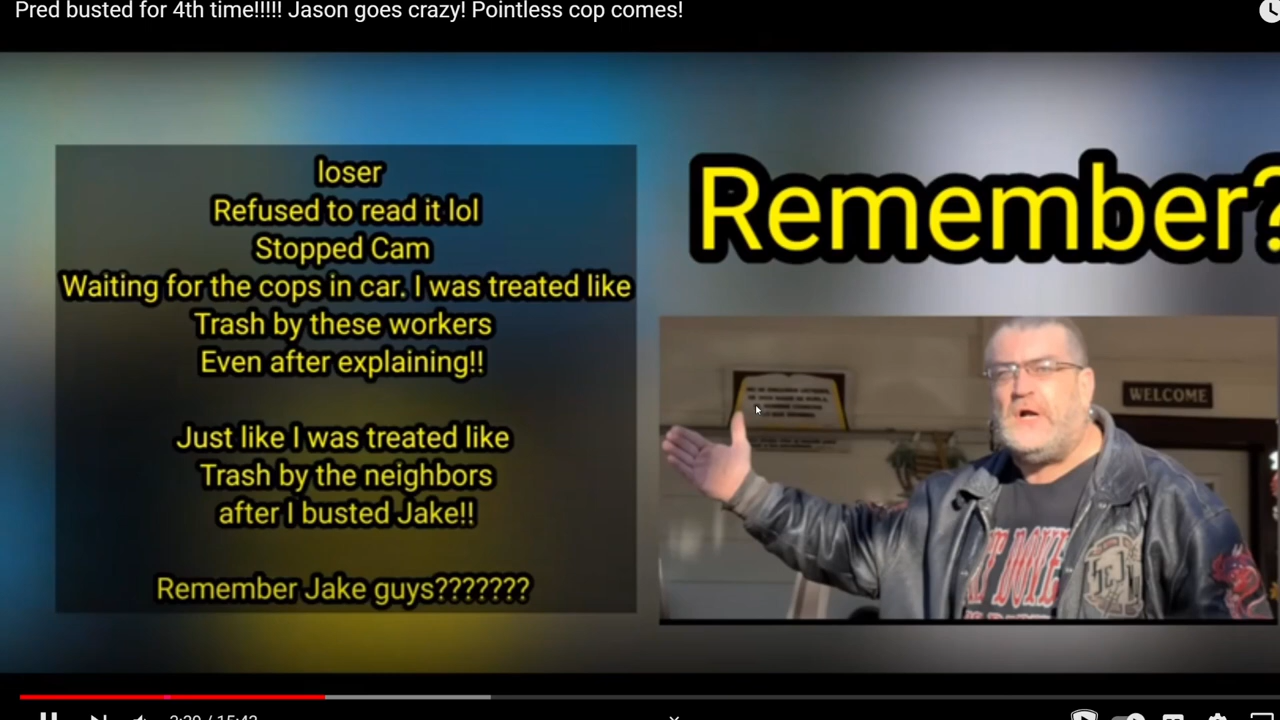 Pred busted for 4th time!!!!! Jason goes crazy! Pointless cop comes!
loser
Refused to read it lol
Stopped Cam
Waiting for the cops in car. I was treated like
Trash by these workers
Even after explaining!!
Just like I was treated like
Trash by the neighbors
after I busted Jake!!
Remember Jake guys???????
Remember?
WELCOME